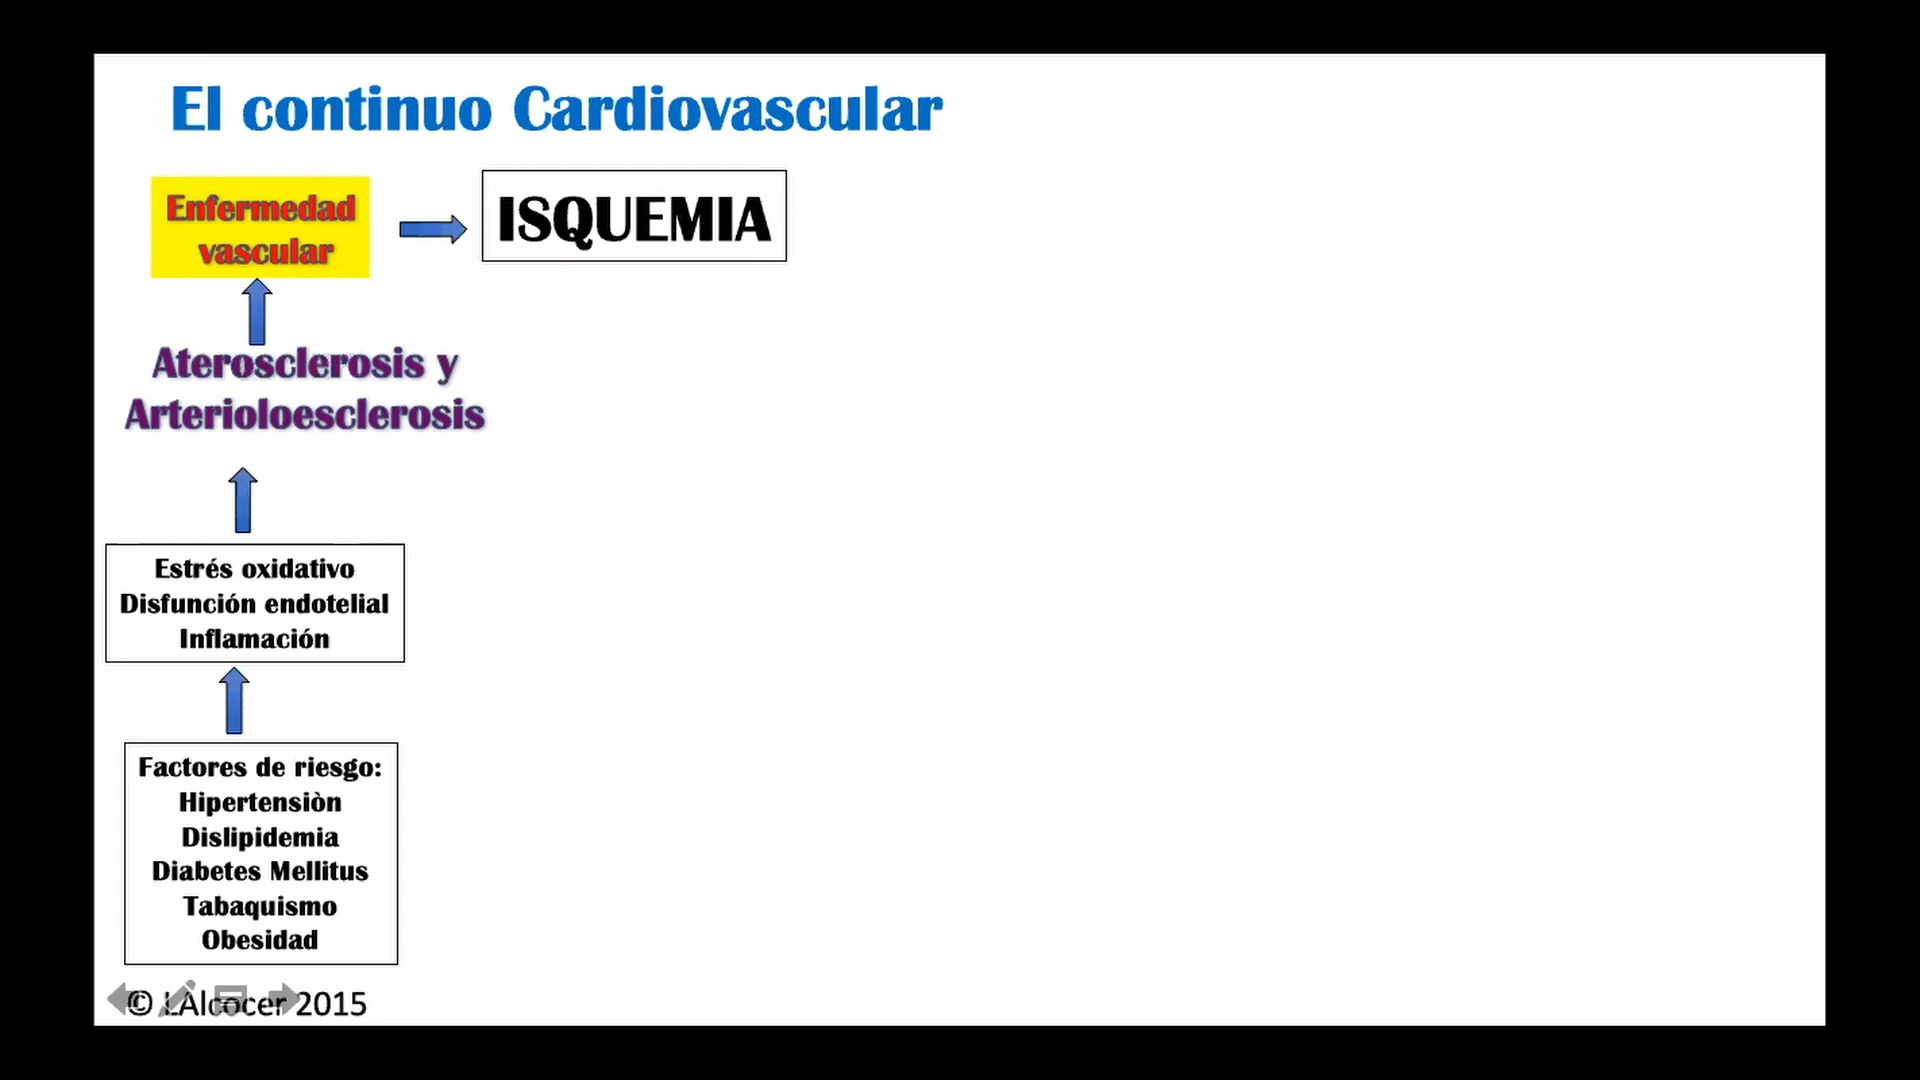 El continuo Cardiovascular
Enfermedad
vascular
ISQUEMIA
Aterosclerosis y
Arterioloesclerosis
Estrés oxidativo
Disfunción endotelial
Inflamación
Factores de riesgo:
Hipertensiòn
Dislipidemia
Diabetes Mellitus
Tabaquismo
Obesidad
© LAlcocer 2015